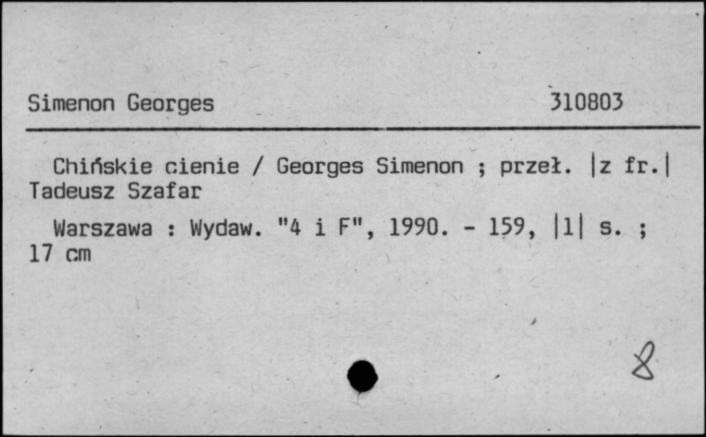 Simenon Georges 310803
Chińskie cienie / Georges Simenon ; przeł. |z fr.|
Tadeusz Szafar
Warszawa : Wydaw. "4 i F", 1990. - 159, |1| s. ;
17 cm
8